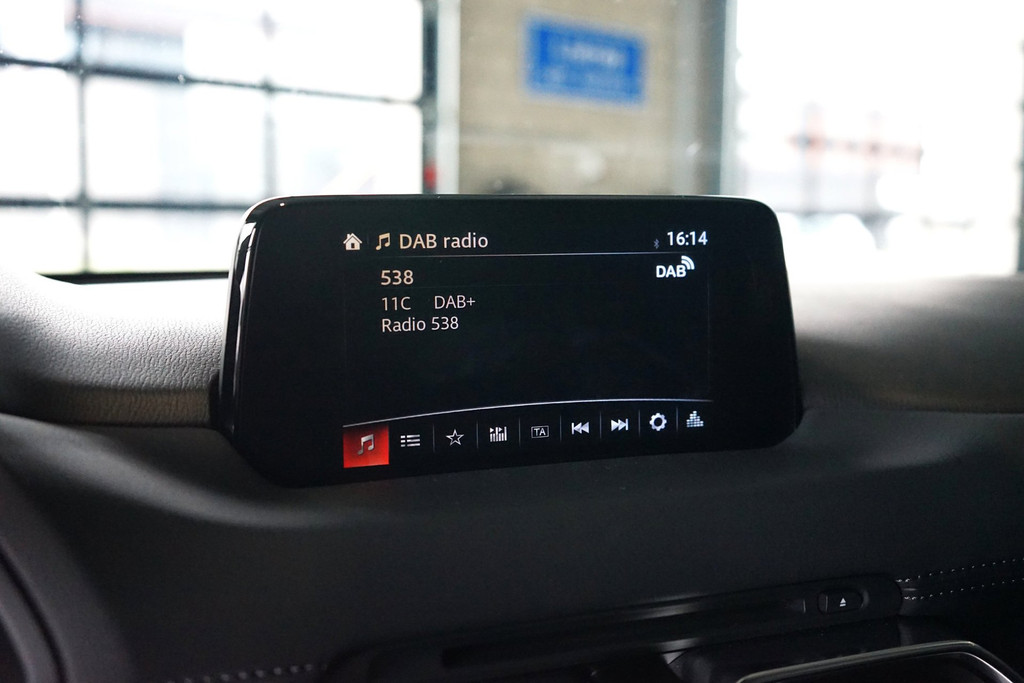 DAB radio 16:14
538 DAB
11C DAB+
Radio 538
TA